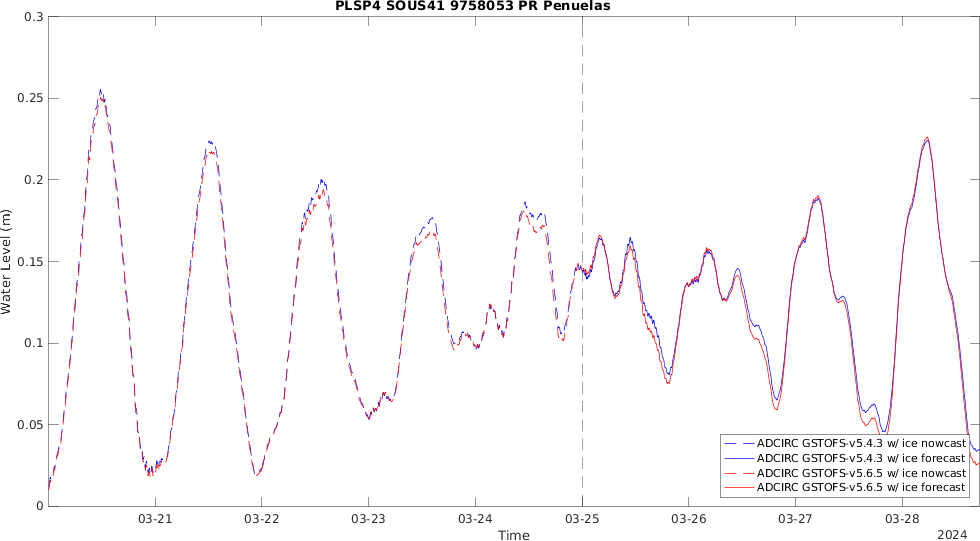 PLSP4 SOUS41 9758053 PR Penuelas
0.3
0.25
0.2
0.15
0.1
0.05
0
Water Level (m)
03-21 03-22 03-23 03-24 03-25 03-26 03-27 03-28
Time
2024
ADCIRC GSTOFS-v5.4.3 w/ ice nowcast
ADCIRC GSTOFS-v5.4.3 w/ ice forecast
ADCIRC GSTOFS-v5.6.5 w/ ice nowcast
ADCIRC GSTOFS-v5.6.5 w/ ice forecast